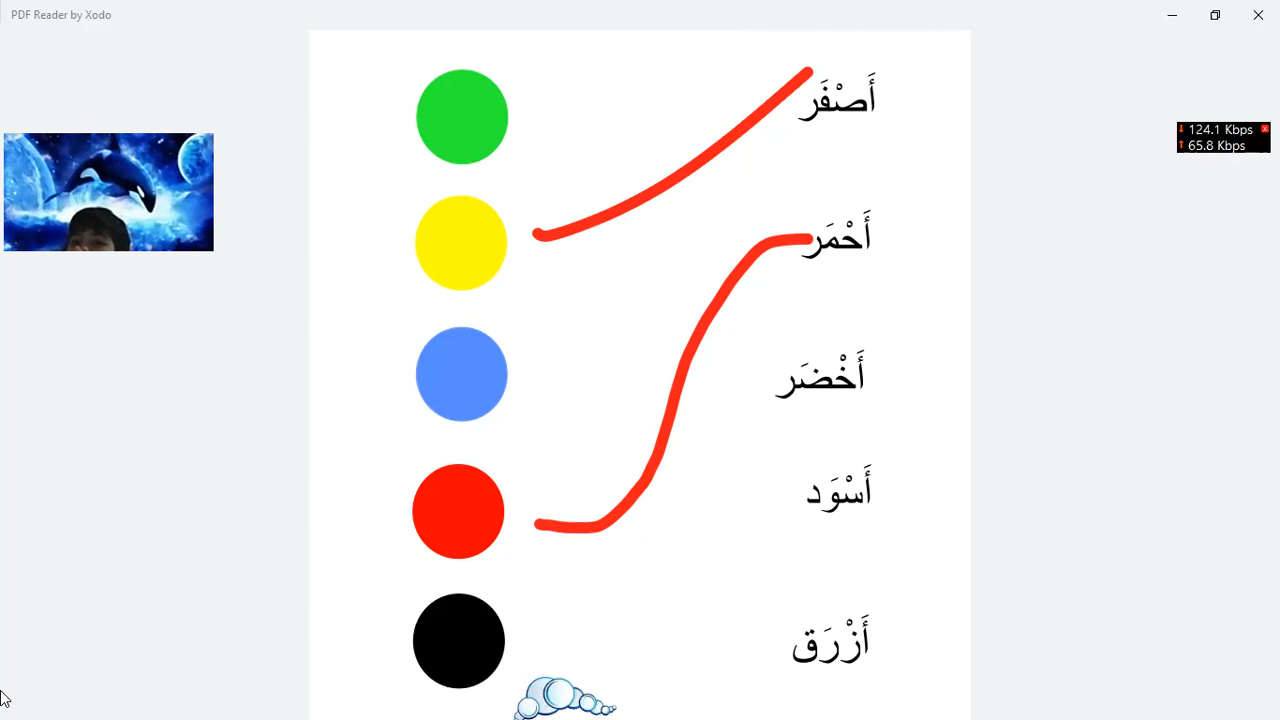 PDF Reader by Xodo
أَصْفَر
124.1 Kbps
65.8 Kbps
أَحْمَر
أَخْضَر
أَسْوَد
أَزْرَق